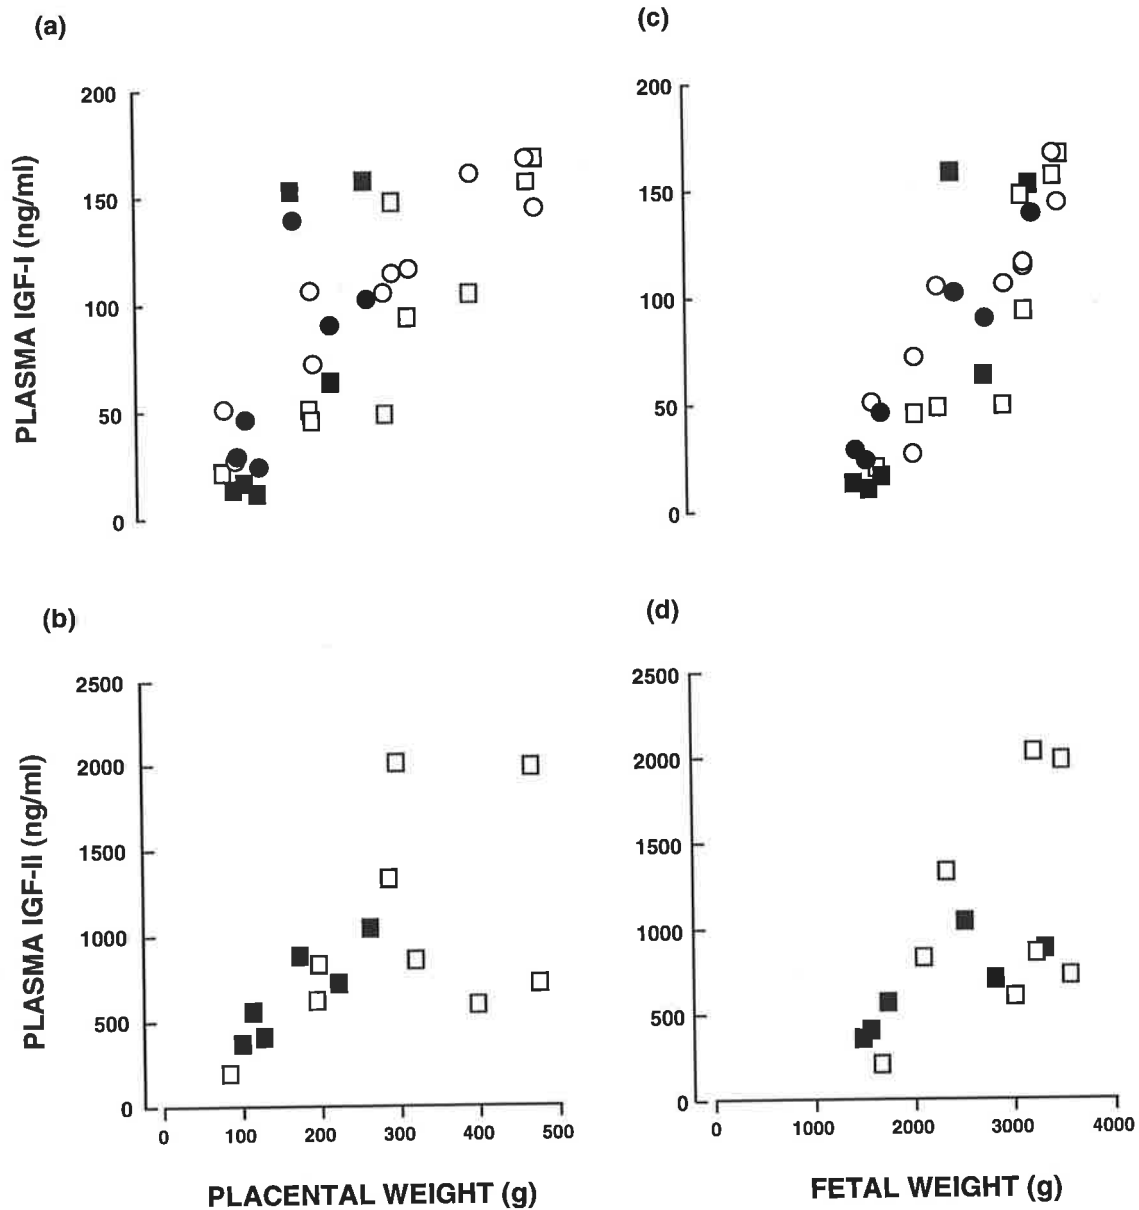 (a)
200
150
100
50
0
PLASMA IGF-I (ng/ml)
(c)
200
150
100
50
0
(b)
2500
2000
1500
1000
500
0
PLASMA IGF-II (ng/ml)
0 100 200 300 400 500
PLACENTAL WEIGHT (g)
(d)
2500
2000
1500
1000
500
0
0 1000 2000 3000 4000
FETAL WEIGHT (g)